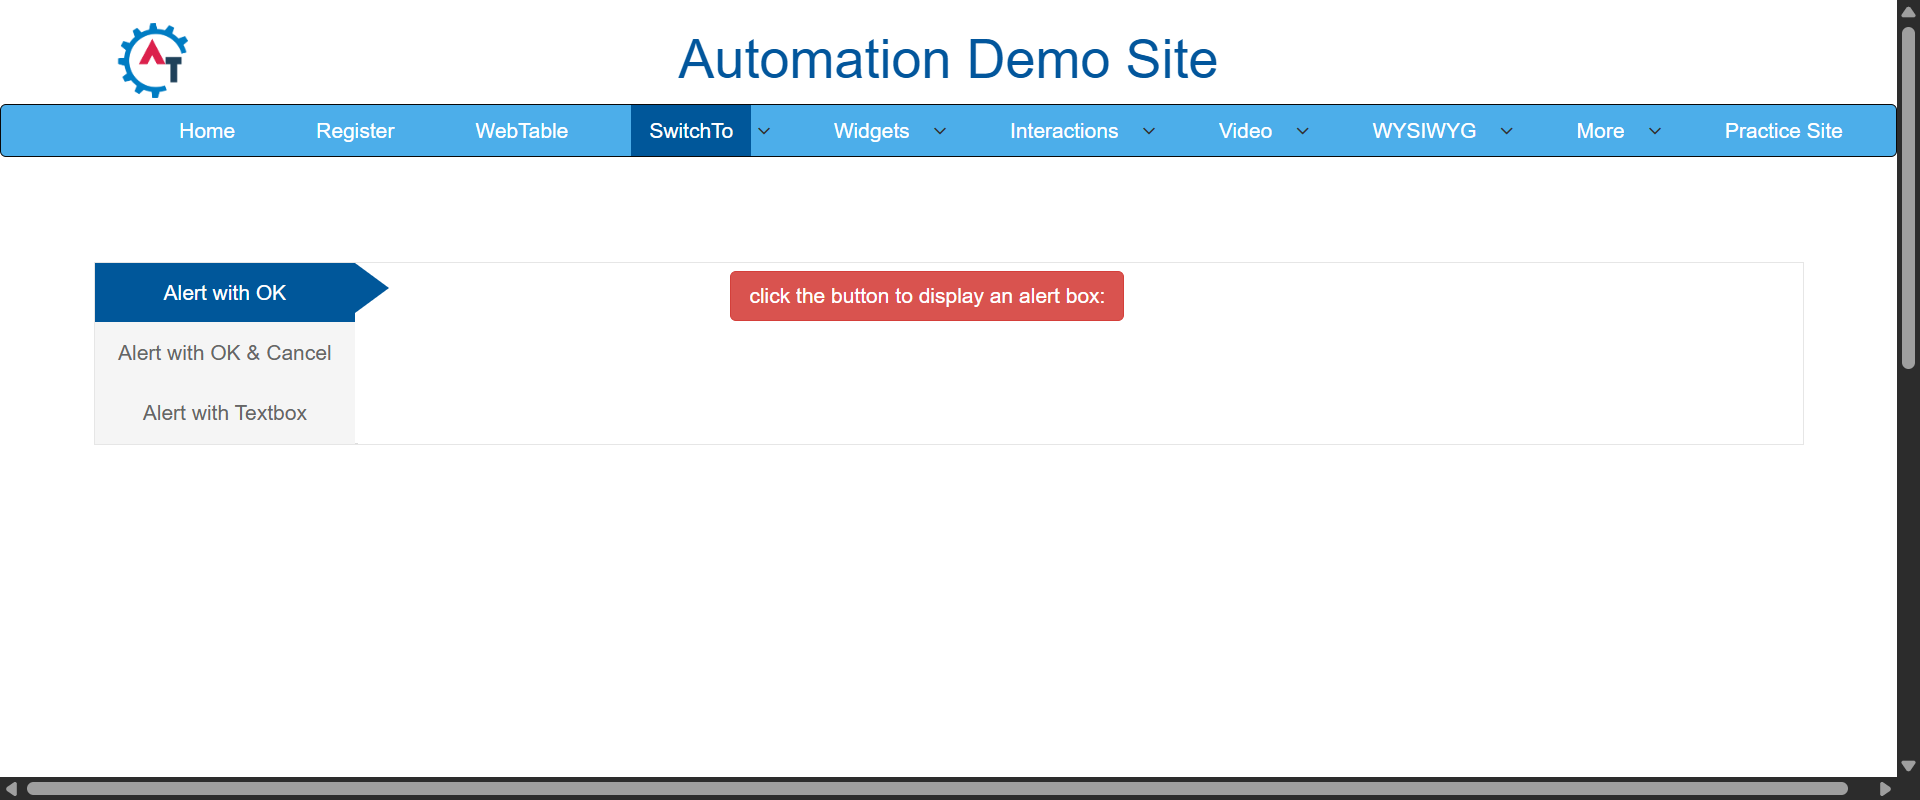 AT
Automation Demo Site
Home Register WebTable SwitchTo Widgets Interactions Video WYSIWYG More Practice Site
Alert with OK
click the button to display an alert box:
Alert with OK & Cancel
Alert with Textbox